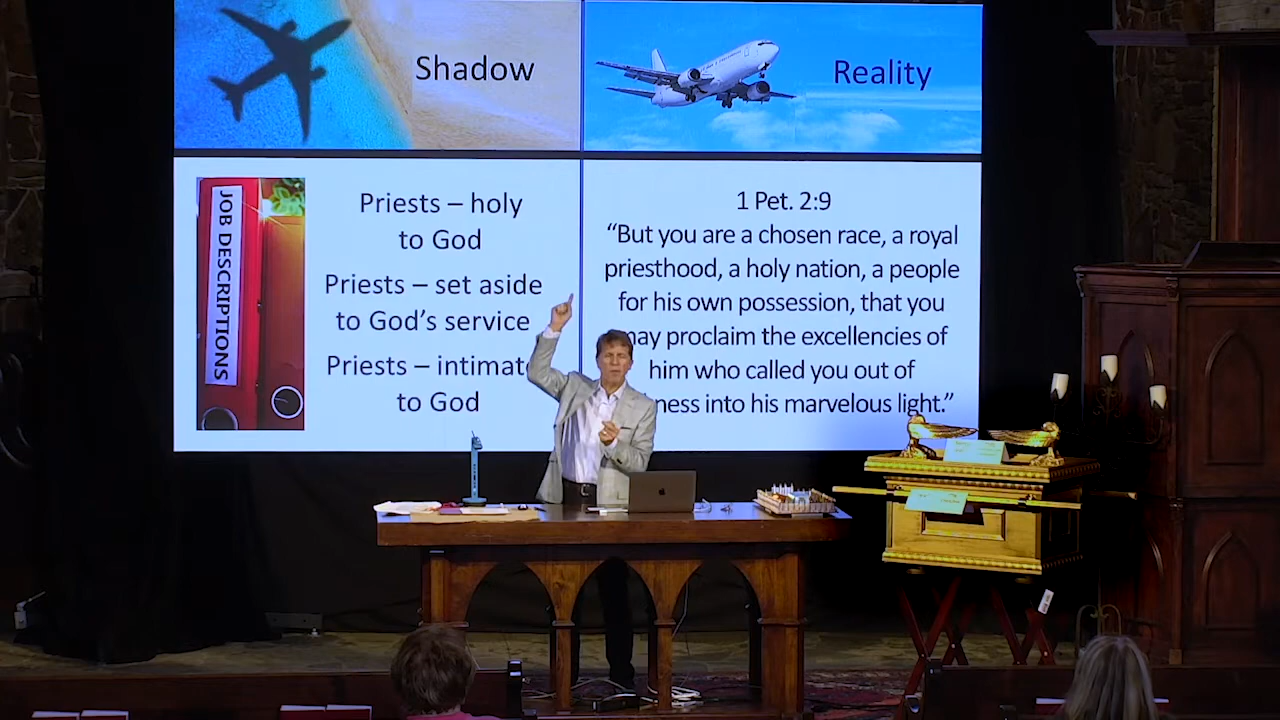 Shadow
Reality
JOB DESCRIPTIONS
Priests – holy
to God
Priests – set aside
to God's service
Priests – intimate
to God
1 Pet. 2:9
“But you are a chosen race, a royal
priesthood, a holy nation, a people
for his own possession, that you
may proclaim the excellencies of
him who called you out of
ness into his marvelous light.”